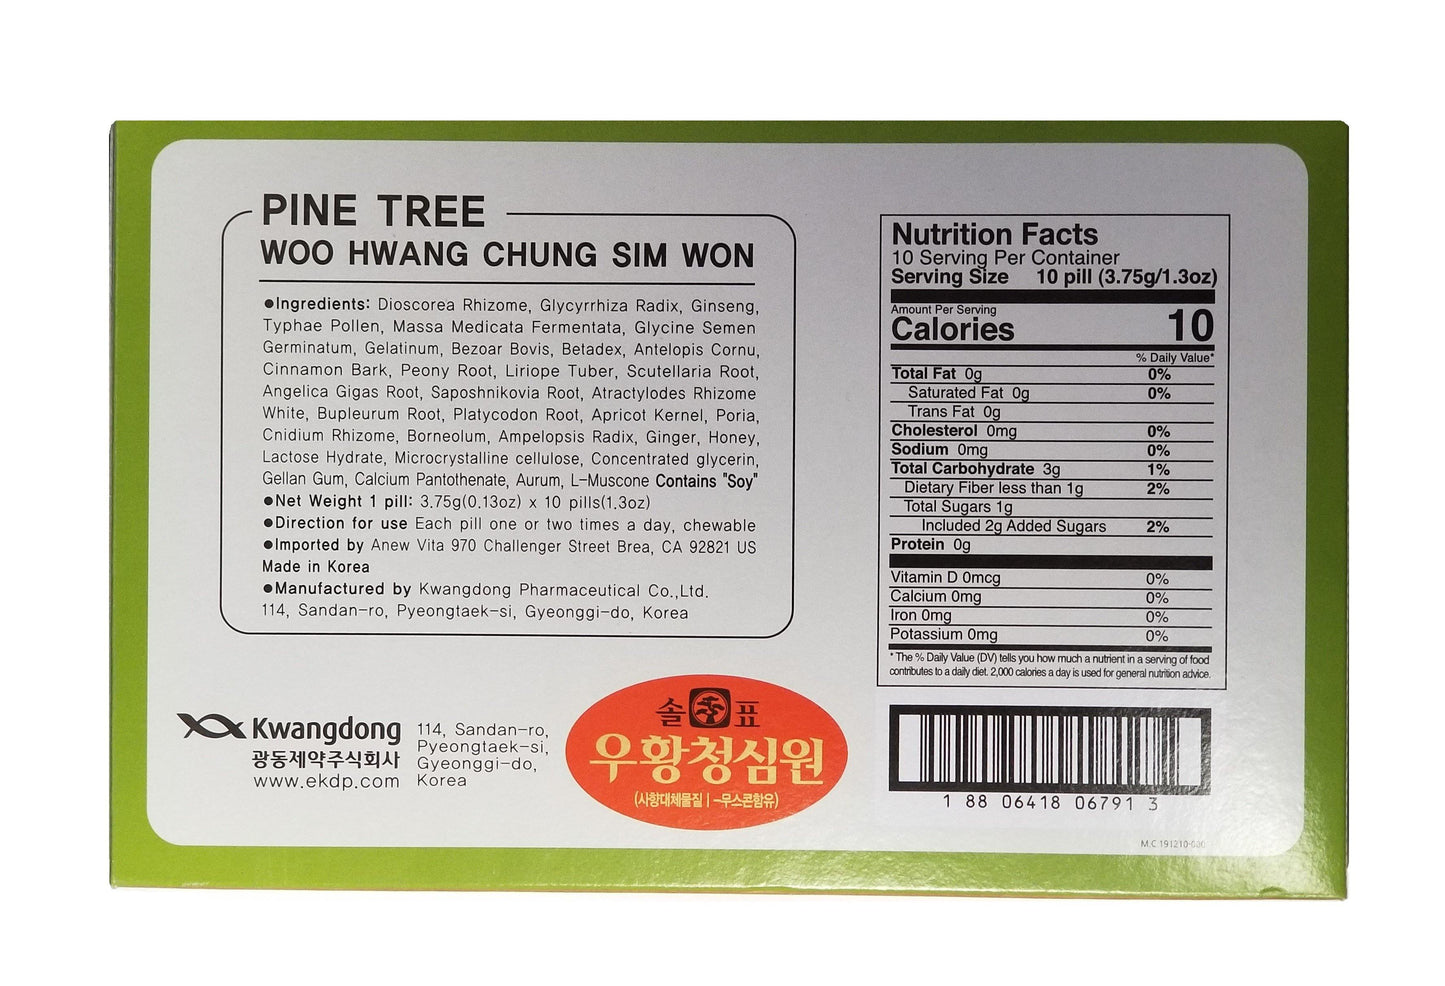 PINE TREE
WOO HWANG CHUNG SIM WON
●Ingredients: Dioscorea Rhizome, Glycyrrhiza Radix, Ginseng,
Typhae Pollen, Massa Medicata Fermentata, Glycine Semen
Germinatum, Gelatinum, Bezoar Bovis, Betadex, Antelopis Cornu,
Cinnamon Bark, Peony Root, Liriope Tuber, Scutellaria Root,
Angelica Gigas Root, Saposhnikovia Root, Atractylodes Rhizome
White, Bupleurum Root, Platycodon Root, Apricot Kernel, Poria,
Cnidium Rhizome, Borneolum, Ampelopsis Radix, Ginger, Honey,
Lactose Hydrate, Microcrystalline cellulose, Concentrated glycerin,
Gellan Gum, Calcium Pantothenate, Aurum, L-Muscone Contains "Soy"
●Net Weight 1 pill: 3.75g(0.13oz) x 10 pills(1.3oz)
●Direction for use Each pill one or two times a day, chewable
●Imported by Anew Vita 970 Challenger Street Brea, CA 92821 US
Made in Korea
●Manufactured by Kwangdong Pharmaceutical Co.,Ltd.
114, Sandan-ro, Pyeongtaek-si, Gyeonggi-do, Korea
Kwangdong
광동제약주식회사
www.ekdp.com
114, Sandan-ro,
Pyeongtaek-si,
Gyeonggi-do,
Korea
솔표
우황청심원
(사향대체물질 l -무스콘함유)
Nutrition Facts
10 Serving Per Container
Serving Size 10 pill (3.75g/1.3oz)
Amount Per Serving
Calories 10
% Daily Value*
Total Fat 0g 0%
Saturated Fat 0g 0%
Trans Fat 0g
Cholesterol 0mg 0%
Sodium 0mg 0%
Total Carbohydrate 3g 1%
Dietary Fiber less than 1g 2%
Total Sugars 1g
Included 2g Added Sugars 2%
Protein 0g
Vitamin D 0mcg 0%
Calcium 0mg 0%
Iron 0mg 0%
Potassium 0mg 0%
* The % Daily Value (DV) tells you how much a nutrient in a serving of food
contributes to a daily diet. 2,000 calories a day is used for general nutrition advice.
1 88 06418 06791 3
M.C 191210-000